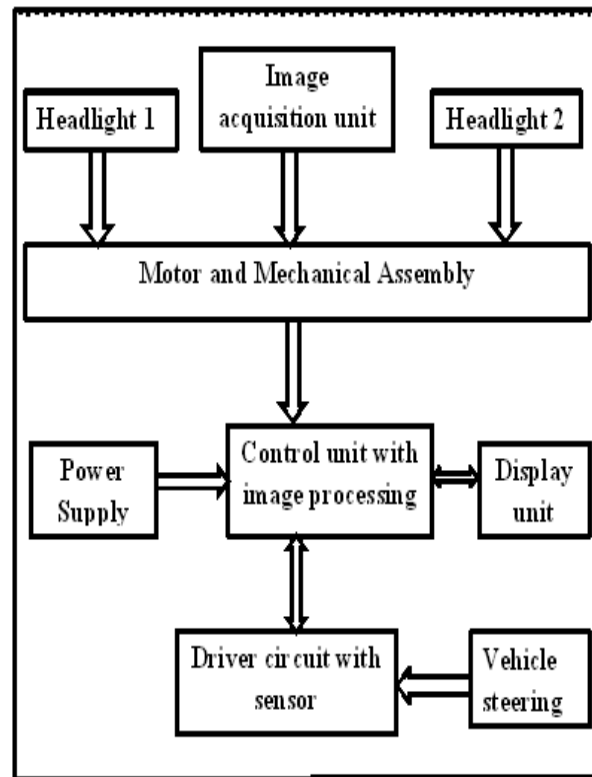 Headlight 1
Image
acquisition unit
Headlight 2
Motor and Mechanical Assembly
Power
Supply
Control unit with
image processing
Display
unit
Driver circuit with
sensor
Vehicle
steering